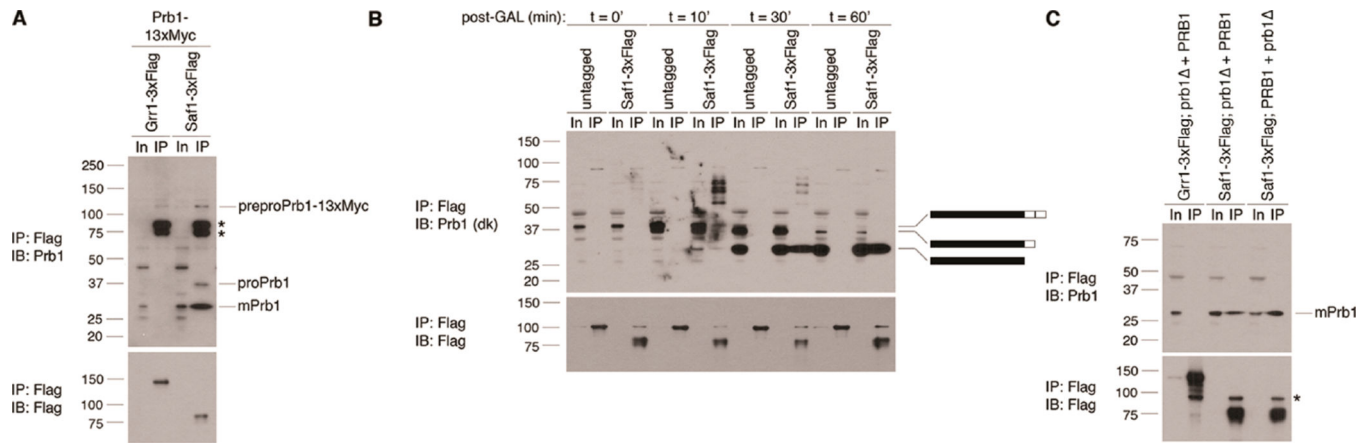 A
Prb1-
13xMyc
Grr1-3xFlag
Saf1-3xFlag
In IP In IP
250
150
100
75
50
37
25
20
preproPrb1-13xMyc
*
*
proPrb1
mPrb1
IP: Flag
IB: Prb1
150
100
75
IP: Flag
IB: Flag
B
post-GAL (min): t = 0' t = 10' t = 30' t = 60'
untagged Saf1-3xFlag untagged Saf1-3xFlag untagged Saf1-3xFlag untagged Saf1-3xFlag
In IP In IP In IP In IP In IP In IP In IP In IP
150
100
75
50
37
25
20
IP: Flag
IB: Prb1 (dk)
100
75
IP: Flag
IB: Flag
C
Grr1-3xFlag; prb1Δ + PRB1
Saf1-3xFlag; prb1Δ + PRB1
Saf1-3xFlag; PRB1 + prb1Δ
In IP In IP In IP
75
50
37
25
20
IP: Flag
IB: Prb1
mPrb1
150
100
75
IP: Flag
IB: Flag
*